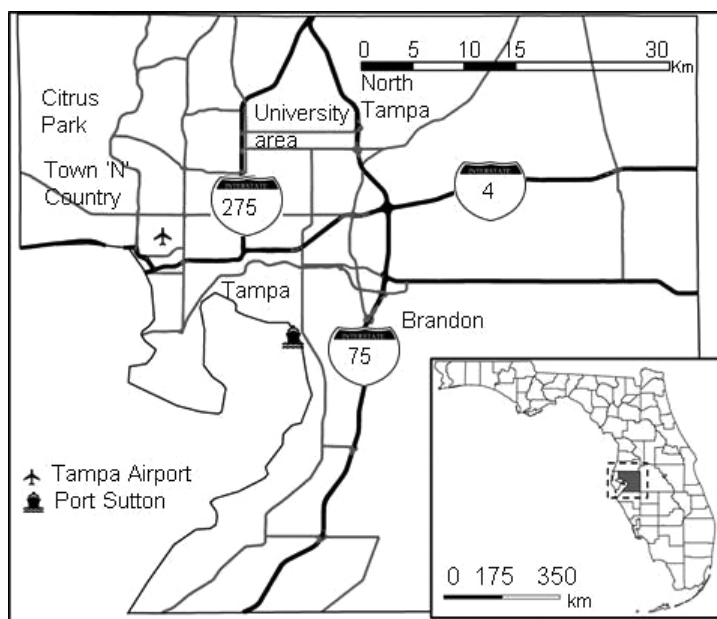 0 5 10 15 30
Km
North
Tampa
Citrus
Park
University
area
Town 'N'
Country
INTERSTATE
275
INTERSTATE
4
Tampa
Brandon
INTERSTATE
75
Tampa Airport
Port Sutton
0 175 350
km